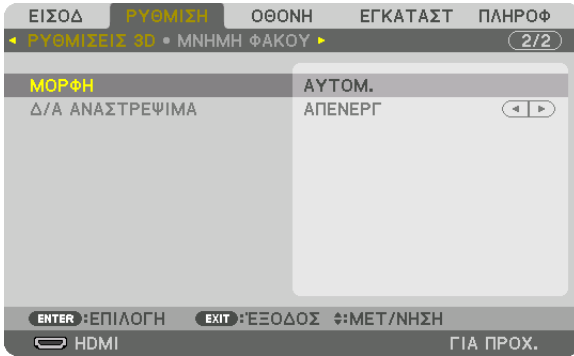 ΕΙΣΟΔ ΡΥΘΜΙΣΗ ΟΘΟΝΗ ΕΓΚΑΤΑΣΤ ΠΛΗΡΟΦ
◂ ΡΥΘΜΙΣΕΙΣ 3D • ΜΝΗΜΗ ΦΑΚΟΥ ▸ 2/2
ΜΟΡΦΗ ΑΥΤΟΜ.
Δ/Α ΑΝΑΣΤΡΕΨΙΜΑ ΑΠΕΝΕΡΓ
ENTER :ΕΠΙΛΟΓΗ EXIT :ΈΞΟΔΟΣ ♦:ΜΕΤ/ΝΗΣΗ
HDMI ΓΙΑ ΠΡΟΧ.